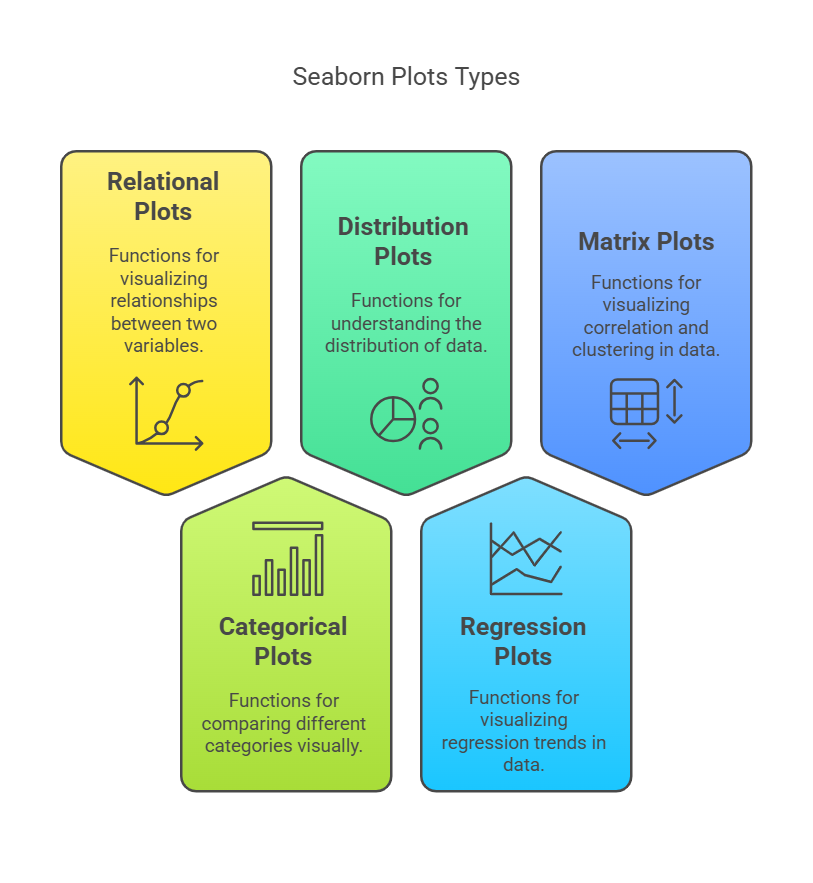 Seaborn Plots Types
Relational
Plots
Functions for
visualizing
relationships
between two
variables.
Distribution
Plots
Functions for
understanding the
distribution of data.
Matrix Plots
Functions for
visualizing
correlation and
clustering in data.
Categorical
Plots
Functions for
comparing different
categories visually.
Regression
Plots
Functions for
visualizing
regression trends in
data.